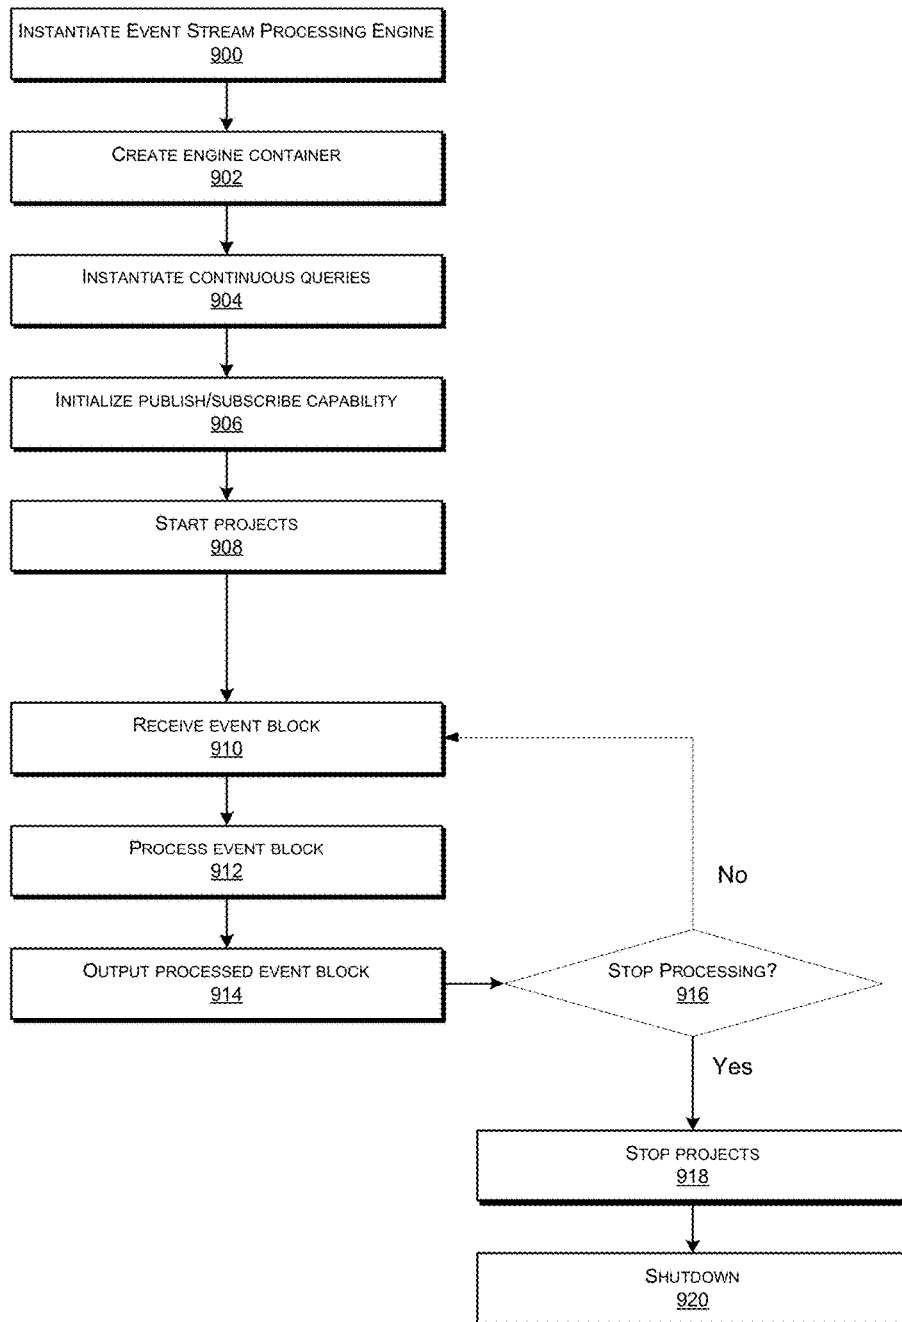 INSTANTIATE EVENT STREAM PROCESSING ENGINE
900
CREATE ENGINE CONTAINER
902
INSTANTIATE CONTINUOUS QUERIES
904
INITIALIZE PUBLISH/SUBSCRIBE CAPABILITY
906
START PROJECTS
908
RECEIVE EVENT BLOCK
910
PROCESS EVENT BLOCK
912
No
OUTPUT PROCESSED EVENT BLOCK
914
STOP PROCESSING?
916
Yes
STOP PROJECTS
918
SHUTDOWN
920